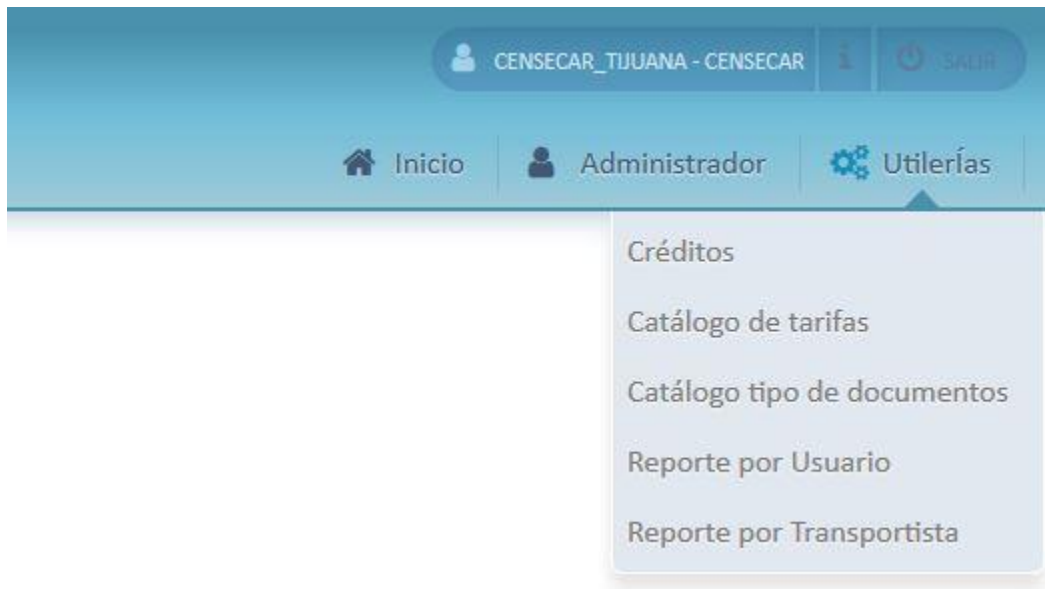 CENSECAR_TIJUANA - CENSECAR i SALIR
Inicio Administrador UtilerÍas
Créditos
Catálogo de tarifas
Catálogo tipo de documentos
Reporte por Usuario
Reporte por Transportista